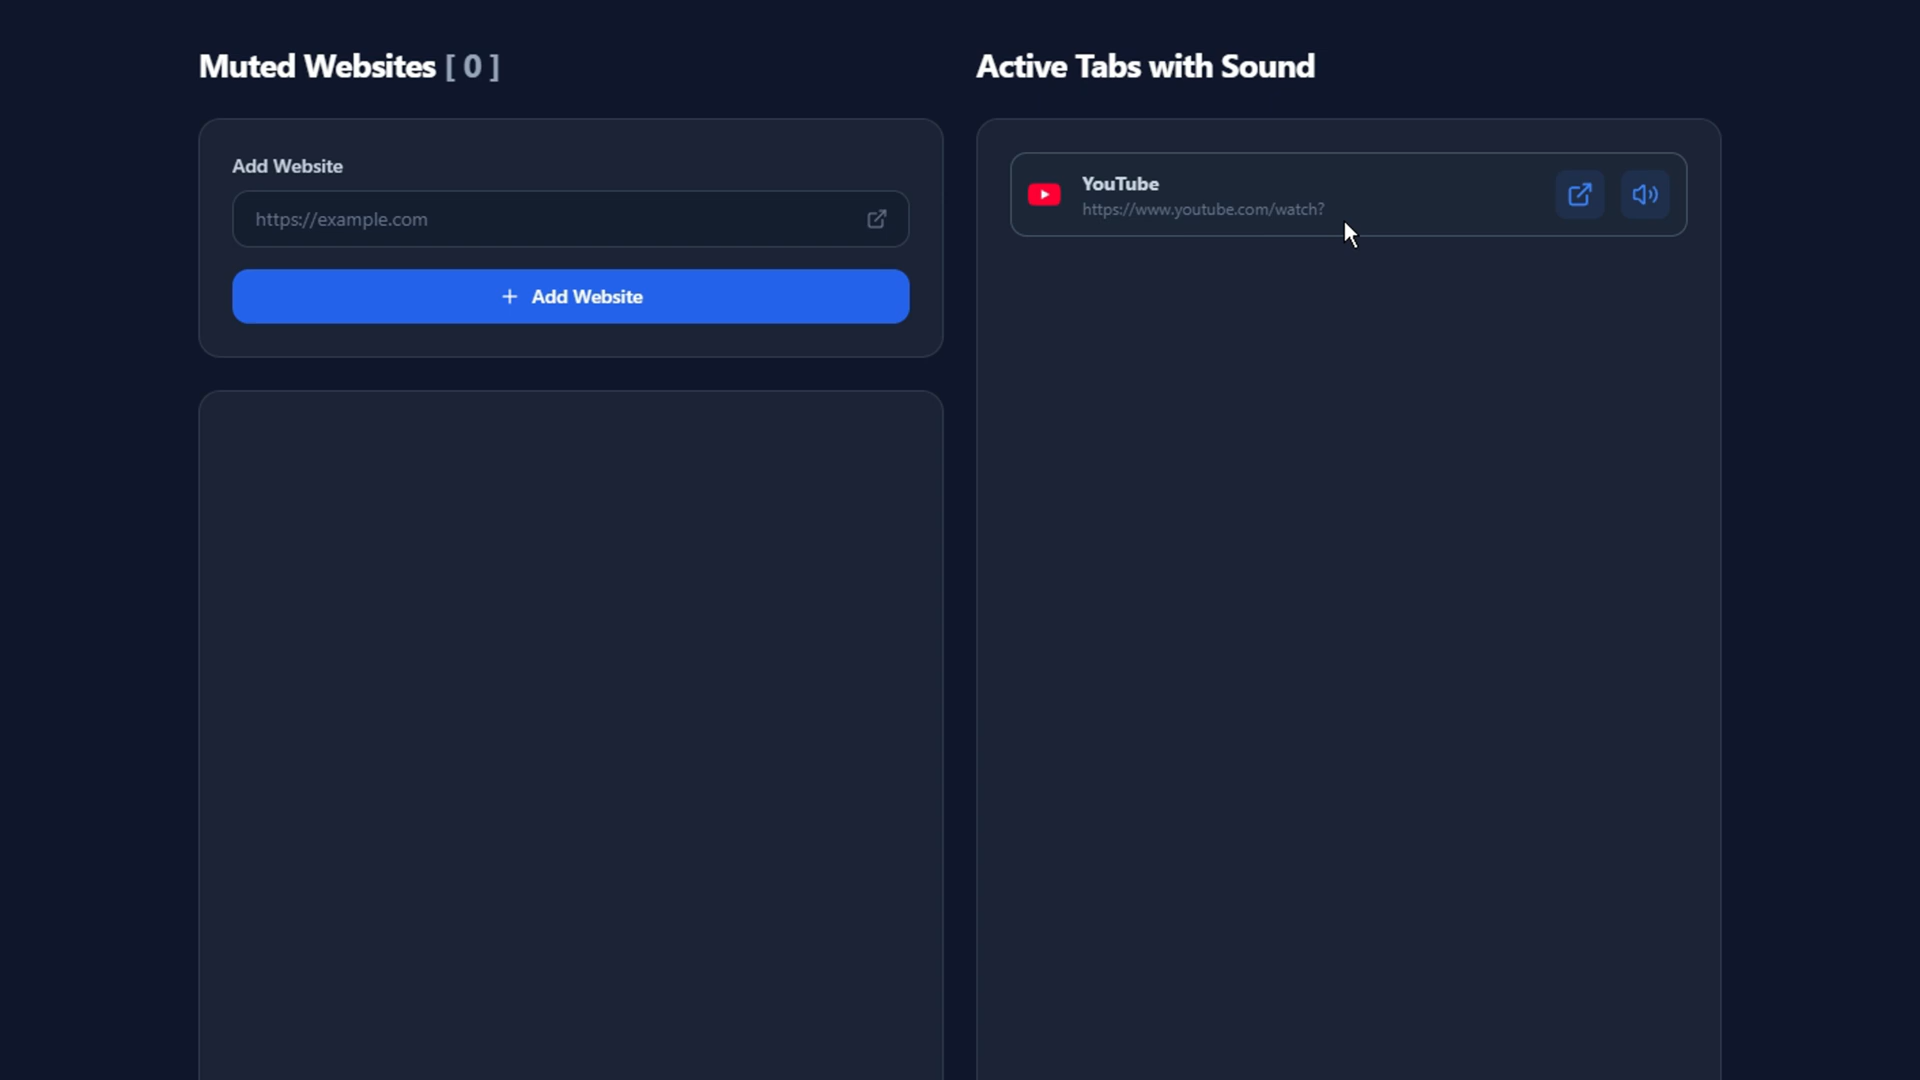 Muted Websites [ 0 ]
Add Website
https://example.com
+ Add Website
Active Tabs with Sound
YouTube
https://www.youtube.com/watch?